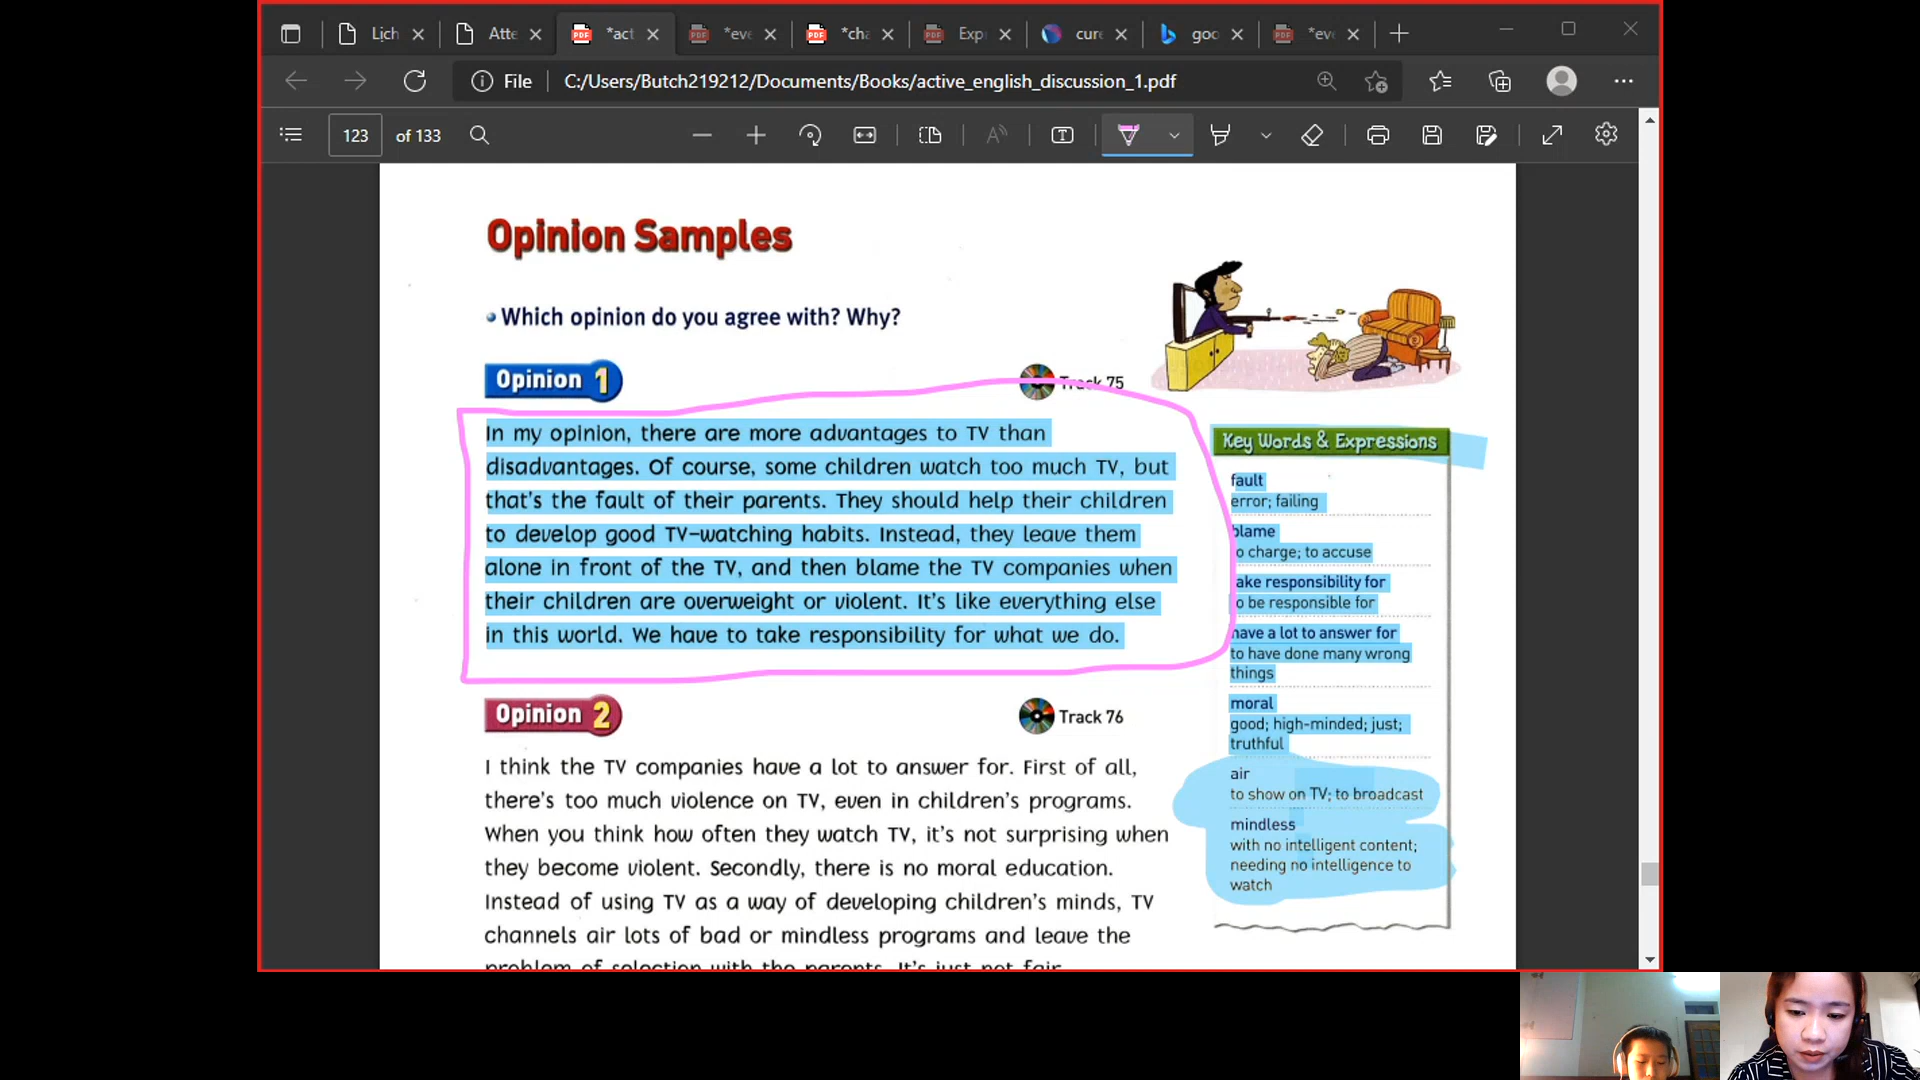 Lịch
Atte
*act
*eve
*cha
Exp
cure
goo
*eve
File
C:/Users/Butch219212/Documents/Books/active_english_discussion_1.pdf
123 of 133
Opinion Samples
Which opinion do you agree with? Why?
Opinion 1
Track 75
In my opinion, there are more advantages to TV than
disadvantages. Of course, some children watch too much TV, but
that's the fault of their parents. They should help their children
to develop good TV-watching habits. Instead, they leave them
alone in front of the TV, and then blame the TV companies when
their children are overweight or violent. It's like everything else
in this world. We have to take responsibility for what we do.
Opinion 2
Track 76
I think the TV companies have a lot to answer for. First of all,
there's too much violence on TV, even in children's programs.
When you think how often they watch TV, it's not surprising when
they become violent. Secondly, there is no moral education.
Instead of using TV as a way of developing children's minds, TV
channels air lots of bad or mindless programs and leave the
problem of selection with the parents. It's just not fair.
Key Words & Expressions
fault
error; failing
blame
to charge; to accuse
take responsibility for
to be responsible for
have a lot to answer for
to have done many wrong
things
moral
good; high-minded; just;
truthful
air
to show on TV; to broadcast
mindless
with no intelligent content;
needing no intelligence to
watch